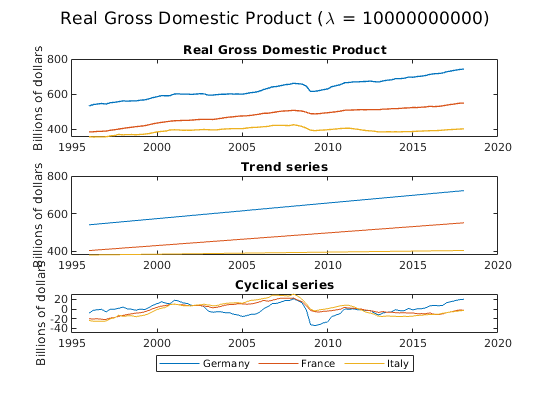 Real Gross Domestic Product (λ = 10000000000)
Real Gross Domestic Product
Billions of dollars
800
600
400
1995 2000 2005 2010 2015 2020
Trend series
Billions of dollars
800
600
400
1995 2000 2005 2010 2015 2020
Cyclical series
Billions of dollars
20
0
-20
-40
1995 2000 2005 2010 2015 2020
Germany France Italy